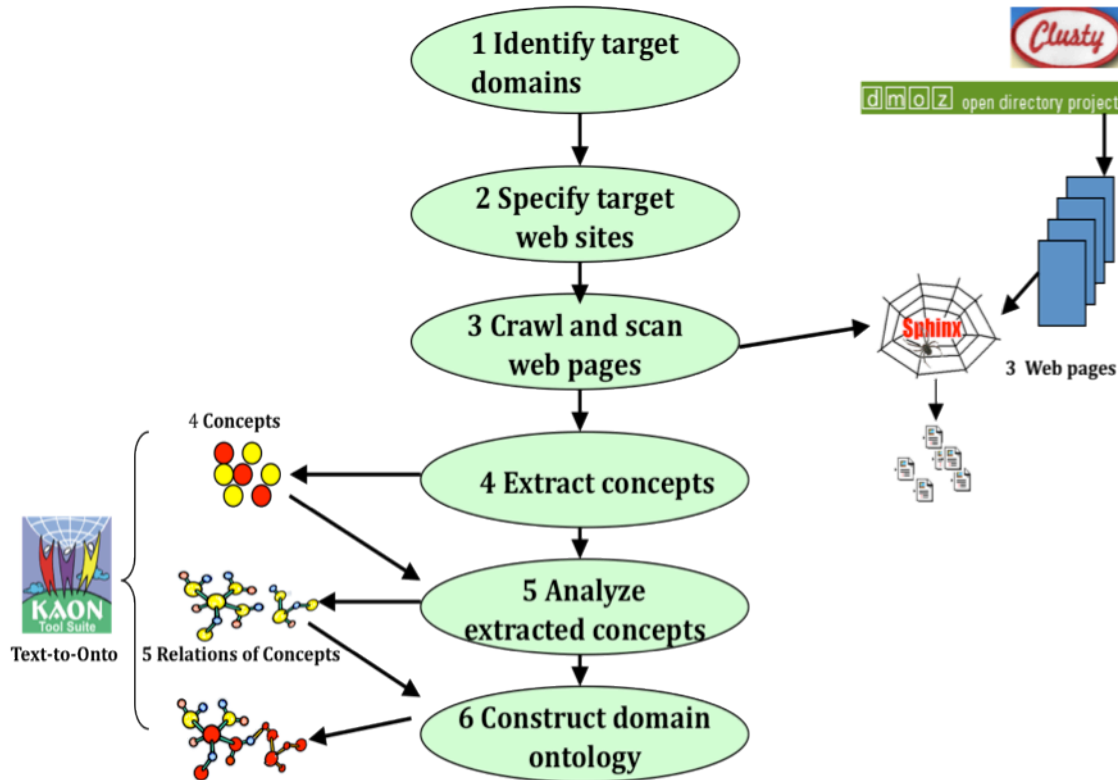 1 Identify target
domains
Clusty
dmoz open directory project
2 Specify target
web sites
3 Crawl and scan
web pages
Sphinx
3 Web pages
4 Concepts
4 Extract concepts
KAON
Tool Suite
Text-to-Onto
5 Analyze
extracted concepts
5 Relations of Concepts
6 Construct domain
ontology